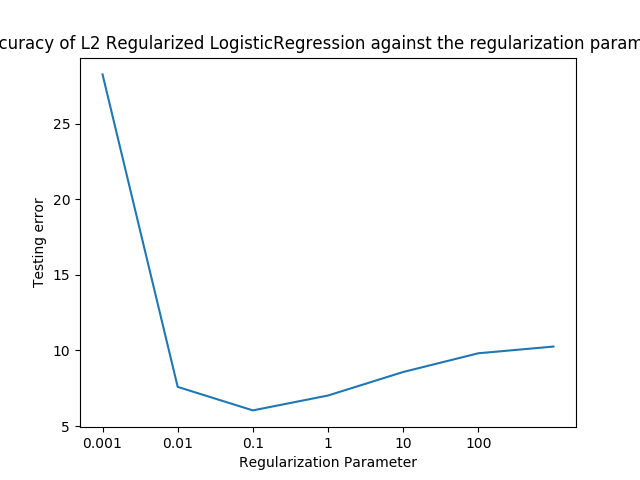 curacy of L2 Regularized LogisticRegression against the regularization param
25
20
15
10
5
Testing error
0.001 0.01 0.1 1 10 100
Regularization Parameter